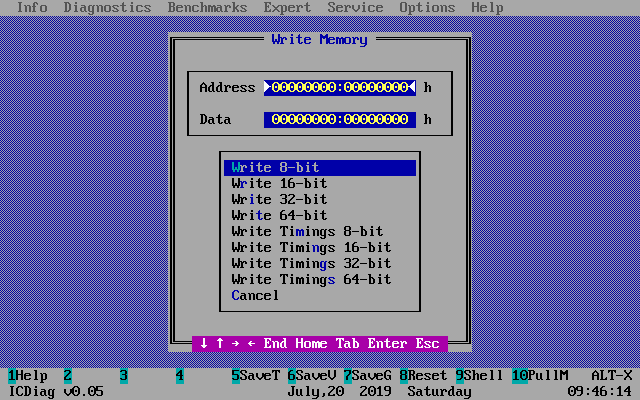 Info Diagnostics Benchmarks Expert Service Options Help
Write Memory
Address 00000000:00000000 h
Data 00000000:00000000 h
Write 8-bit
Write 16-bit
Write 32-bit
Write 64-bit
Write Timings 8-bit
Write Timings 16-bit
Write Timings 32-bit
Write Timings 64-bit
Cancel
↓ ↑ → ← End Home Tab Enter Esc
1Help 2 3 4 5SaveT 6SaveV 7SaveG 8Reset 9Shell 10PullM ALT-X
ICDiag v0.05 July,20 2019 Saturday 09:46:14